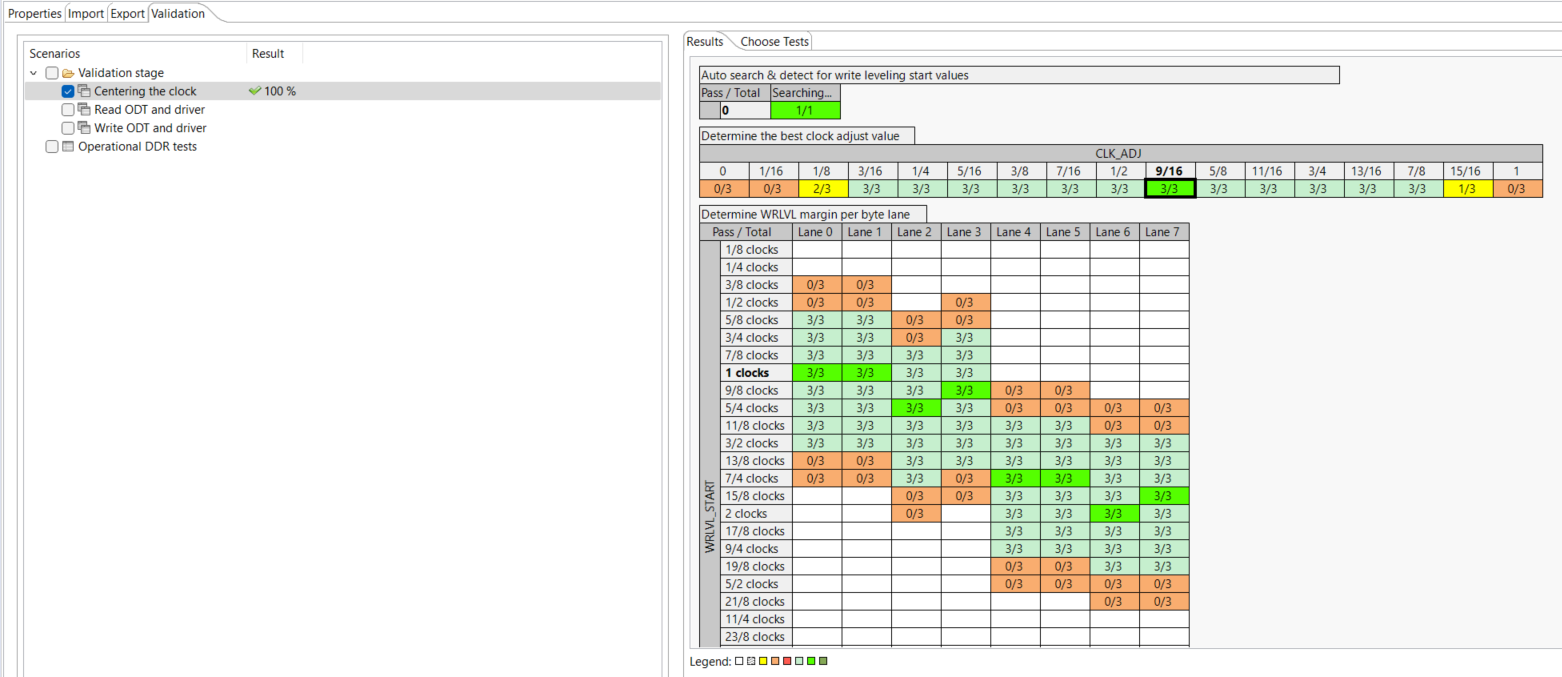 Properties Import Export Validation
Scenarios Result
Validation stage
Centering the clock 100 %
Read ODT and driver
Write ODT and driver
Operational DDR tests
Results Choose Tests
Auto search & detect for write leveling start values
Pass / Total Searching...
0 1/1
Determine the best clock adjust value
CLK_ADJ
0 1/16 1/8 3/16 1/4 5/16 3/8 7/16 1/2 9/16 5/8 11/16 3/4 13/16 7/8 15/16 1
0/3 0/3 2/3 3/3 3/3 3/3 3/3 3/3 3/3 3/3 3/3 3/3 3/3 3/3 3/3 1/3 0/3
Determine WRLVL margin per byte lane
Pass / Total Lane 0 Lane 1 Lane 2 Lane 3 Lane 4 Lane 5 Lane 6 Lane 7
WRLVL_START
1/8 clocks
1/4 clocks
3/8 clocks 0/3 0/3
1/2 clocks 0/3 0/3 0/3
5/8 clocks 3/3 3/3 0/3 0/3
3/4 clocks 3/3 3/3 0/3 3/3
7/8 clocks 3/3 3/3 3/3 3/3
1 clocks 3/3 3/3 3/3 3/3
9/8 clocks 3/3 3/3 3/3 3/3 0/3 0/3
5/4 clocks 3/3 3/3 3/3 3/3 0/3 0/3 0/3 0/3
11/8 clocks 3/3 3/3 3/3 3/3 3/3 3/3 0/3 0/3
3/2 clocks 3/3 3/3 3/3 3/3 3/3 3/3 3/3 3/3
13/8 clocks 0/3 0/3 3/3 3/3 3/3 3/3 3/3 3/3
7/4 clocks 0/3 0/3 3/3 0/3 3/3 3/3 3/3 3/3
15/8 clocks 0/3 0/3 3/3 3/3 3/3 3/3
2 clocks 0/3 3/3 3/3 3/3 3/3
17/8 clocks 3/3 3/3 3/3 3/3
9/4 clocks 3/3 3/3 3/3 3/3
19/8 clocks 0/3 0/3 3/3 3/3
5/2 clocks 0/3 0/3 0/3 0/3
21/8 clocks 0/3 0/3
11/4 clocks
23/8 clocks
Legend: